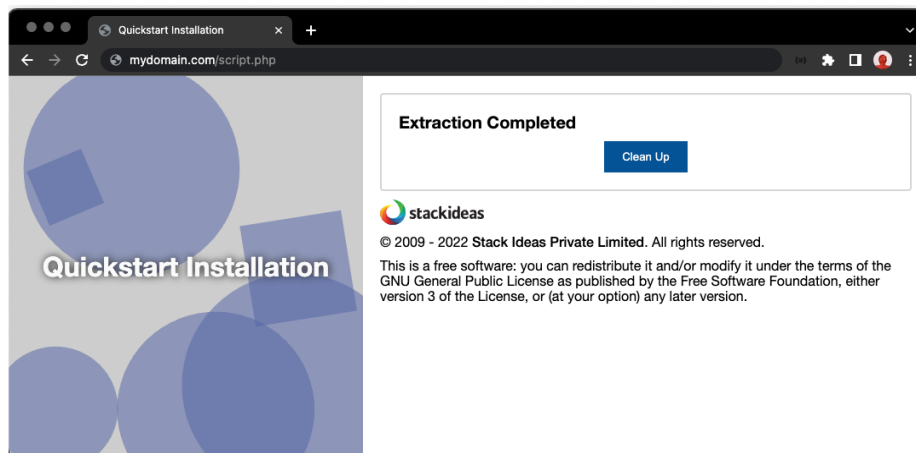 Quickstart Installation
mydomain.com/script.php
Quickstart Installation
Extraction Completed
Clean Up
stackideas
© 2009 - 2022 Stack Ideas Private Limited. All rights reserved.
This is a free software: you can redistribute it and/or modify it under the terms of the
GNU General Public License as published by the Free Software Foundation, either
version 3 of the License, or (at your option) any later version.